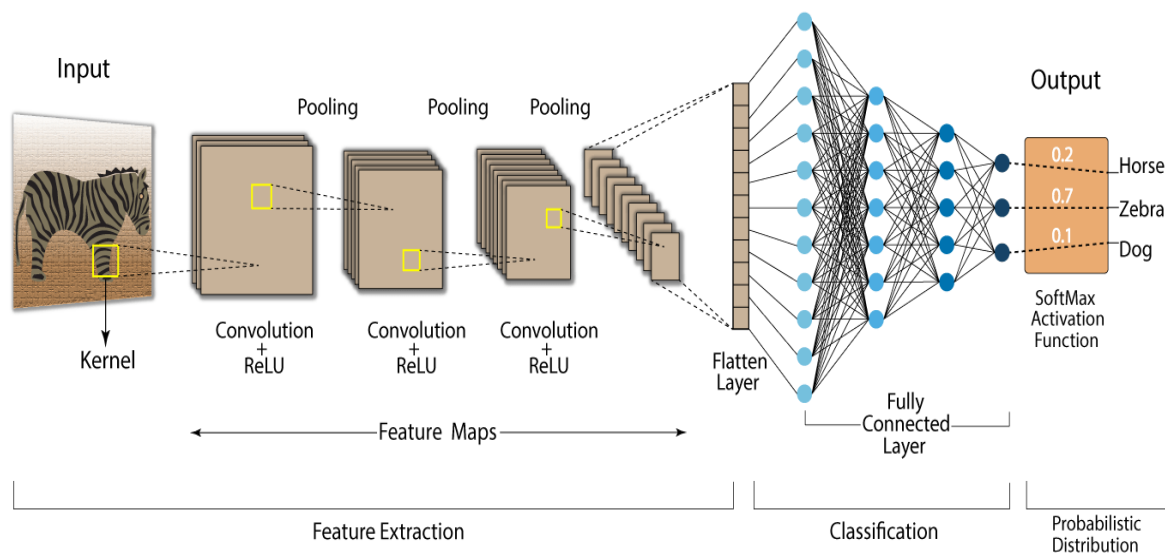 Input
Pooling
Pooling
Pooling
Output
0.2
Horse
0.7
Zebra
0.1
Dog
Kernel
Convolution
+
ReLU
Convolution
+
ReLU
Convolution
+
ReLU
Flatten
Layer
SoftMax
Activation
Function
Feature Maps
Fully
Connected
Layer
Feature Extraction
Classification
Probabilistic
Distribution